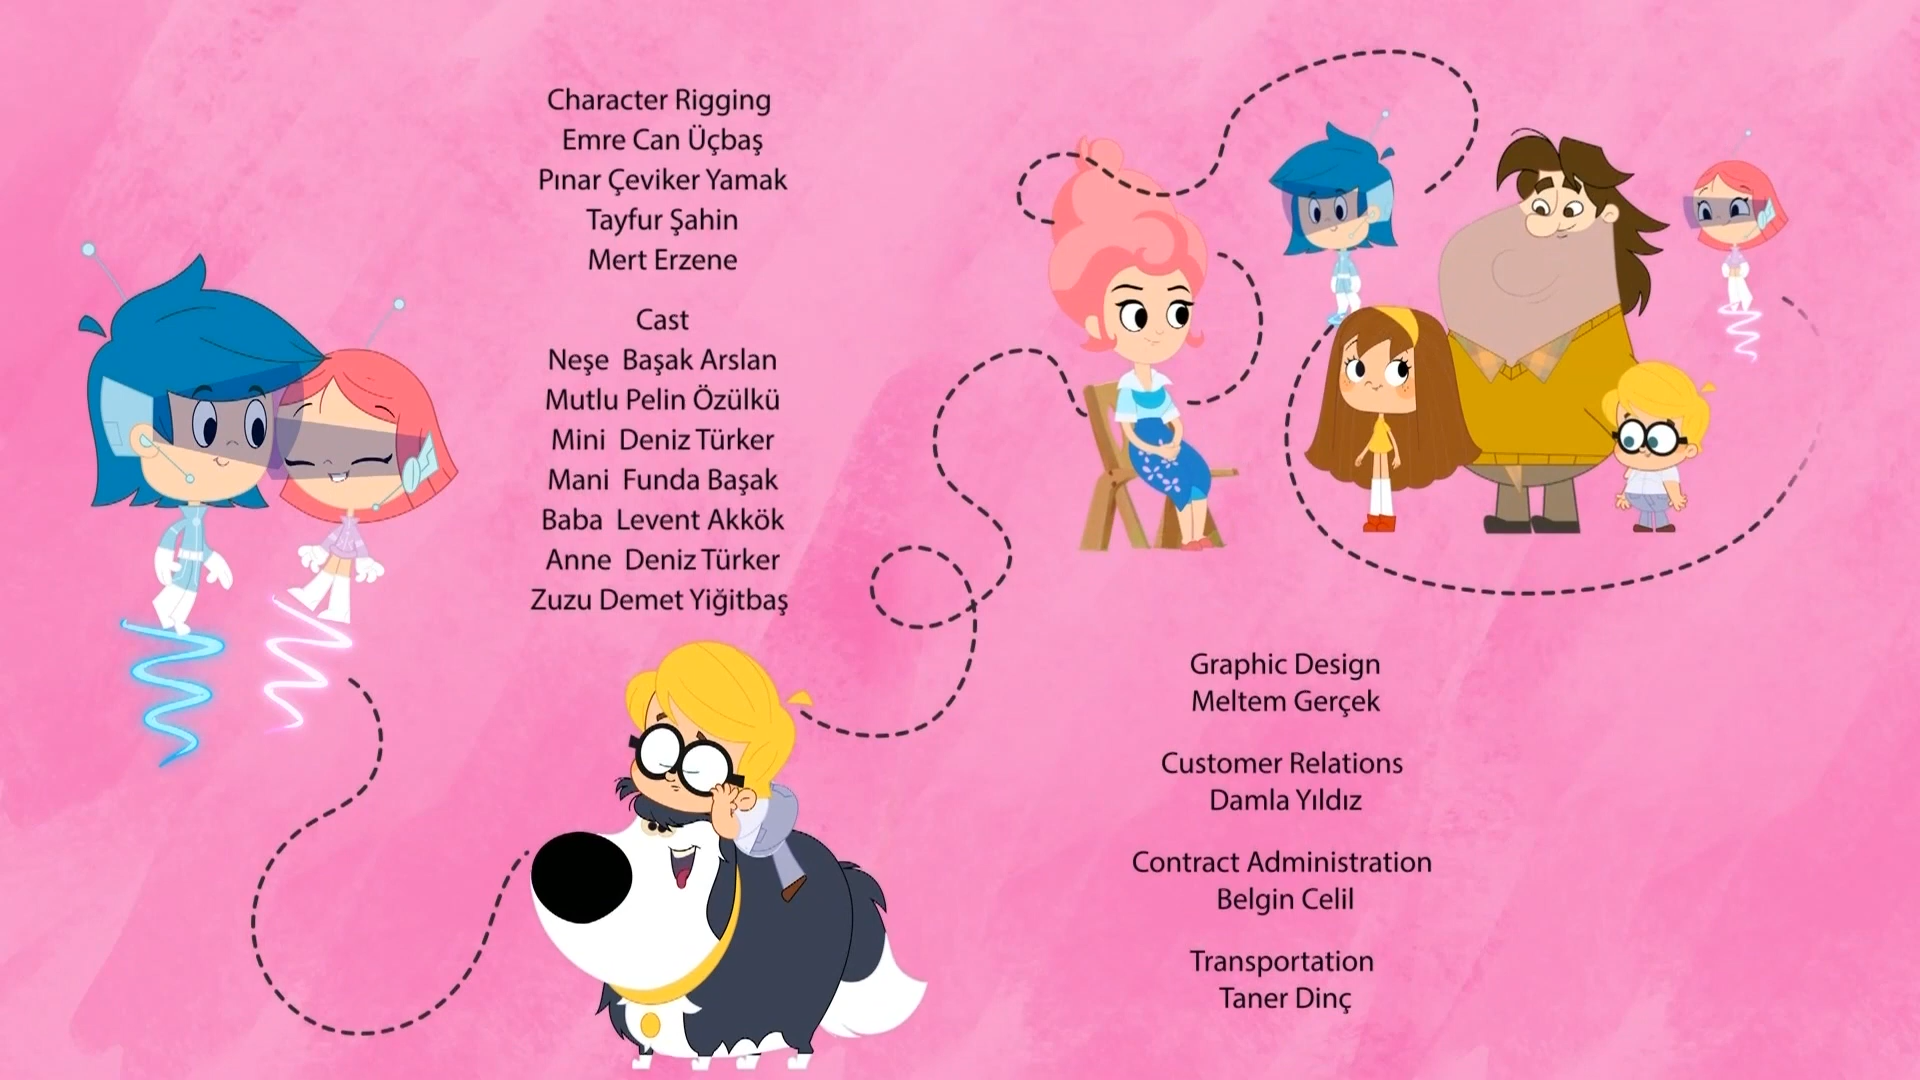 Character Rigging
Emre Can Üçbaş
Pınar Çeviker Yamak
Tayfur Şahin
Mert Erzene
Cast
Neşe Başak Arslan
Mutlu Pelin Özülkü
Mini Deniz Türker
Mani Funda Başak
Baba Levent Akkök
Anne Deniz Türker
Zuzu Demet Yiğitbaş
Graphic Design
Meltem Gerçek
Customer Relations
Damla Yıldız
Contract Administration
Belgin Celil
Transportation
Taner Dinç